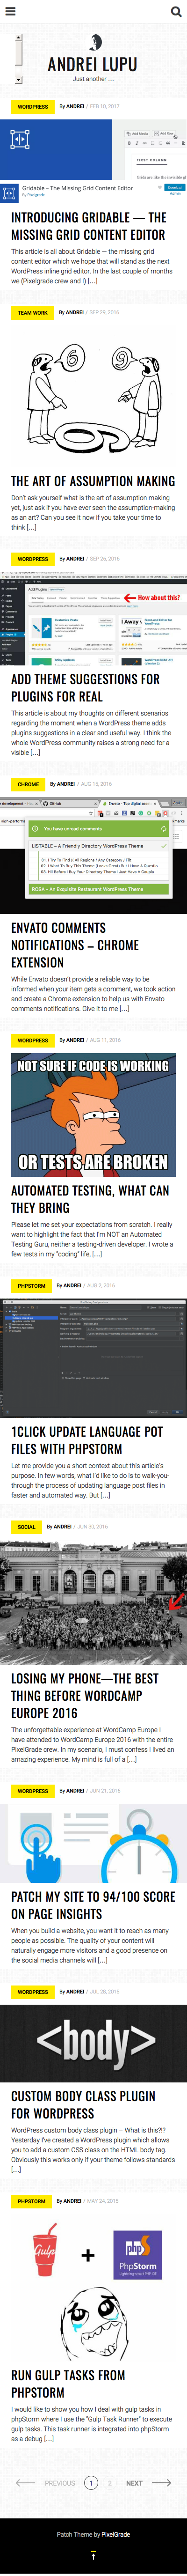 ANDREI LUPU
Just another ....
WORDPRESS By ANDREI / FEB 10, 2017
FIRST COLUMN
Gridable – The Missing Grid Content Editor
By Pixelgrade
INTRODUCING GRIDABLE — THE
MISSING GRID CONTENT EDITOR
This article is all about Gridable — the missing
grid content editor which we hope that will stand as the next
WordPress inline grid editor. In the last couple of months
we (Pixelgrade crew and I) [...]
TEAM WORK By ANDREI / SEP 29, 2016
THE ART OF ASSUMPTION MAKING
Don't ask yourself what is the art of assumption making
yet, just ask if you have ever seen the assumption-making
as an art? Can you do it now if you take your time to
think [...]
WORDPRESS By ANDREI / SEP 26, 2016
Add Plugins
How about this?
ADD THEME SUGGESTIONS FOR
PLUGINS FOR REAL
This article is about my thoughts on different scenarios
regarding the moment when a WordPress theme adds
plugins suggestions in a clear and useful way. I think the
whole WordPress community raises a strong need for a
visible [...]
CHROME By ANDREI / AUG 15, 2016
GitHub
You have unread comments
LISTABLE – A Friendly Directory WordPress Theme
ROSA – An Exquisite Restaurant WordPress Theme
ENVATO COMMENTS
NOTIFICATIONS – CHROME
EXTENSION
While Envato doesn't provide a reliable way to be
informed when your item gets a comment, we took action
and create a Chrome extension to help us with Envato
comments notifications. Give it to me [...]
WORDPRESS By ANDREI / AUG 11, 2016
NOT SURE IF CODE IS WORKING
OR TESTS ARE BROKEN
AUTOMATED TESTING, WHAT CAN
THEY BRING
Please let me set your expectations from scratch. I really
want to highlight the fact that I'm NOT an Automated
Testing Guru, neither a testing-driven developer. I wrote a
few tests in my "coding" life, [...]
PHPSTORM By ANDREI / AUG 2, 2016
1CLICK UPDATE LANGUAGE POT
FILES WITH PHPSTORM
Let me provide you a short context about this article's
purpose. In few words, what I'd like to do is to walk-you-
through the process of updating language post files in
faster and automated way. But [...]
SOCIAL By ANDREI / JUN 30, 2016
LOSING MY PHONE—THE BEST
THING BEFORE WORDCAMP
EUROPE 2016
The unforgettable experience at WordCamp Europe I
have attended to WordCamp Europe 2016 with the entire
PixelGrade crew. In my scenario, I must confess I lived an
amazing experience. My mind is full of a [...]
WORDPRESS By ANDREI / JUN 21, 2016
PATCH MY SITE TO 94/100 SCORE
ON PAGE INSIGHTS
When you build a website, you want it to reach as many
people as possible. The quality of your content will
naturally engage more visitors and a good presence on
the social media channels will [...]
WORDPRESS By ANDREI / JUL 28, 2015
<body>
CUSTOM BODY CLASS PLUGIN
FOR WORDPRESS
WordPress custom body class plugin – What is this?!?
Yesterday I've created a WordPress plugin which allows
you to add a custom CSS class on the HTML body tag.
Obviously this works only if your theme follows standards
[...]
PHPSTORM By ANDREI / MAY 24, 2015
Gulp
+
PhpStorm
RUN GULP TASKS FROM
PHPSTORM
I would like to show you how I deal with gulp tasks in
phpStorm where I use the "Gulp Task Runner" to execute
gulp tasks. This task runner is integrated into phpStorm
as a debug [...]
PREVIOUS 1 2 NEXT
Patch Theme by PixelGrade